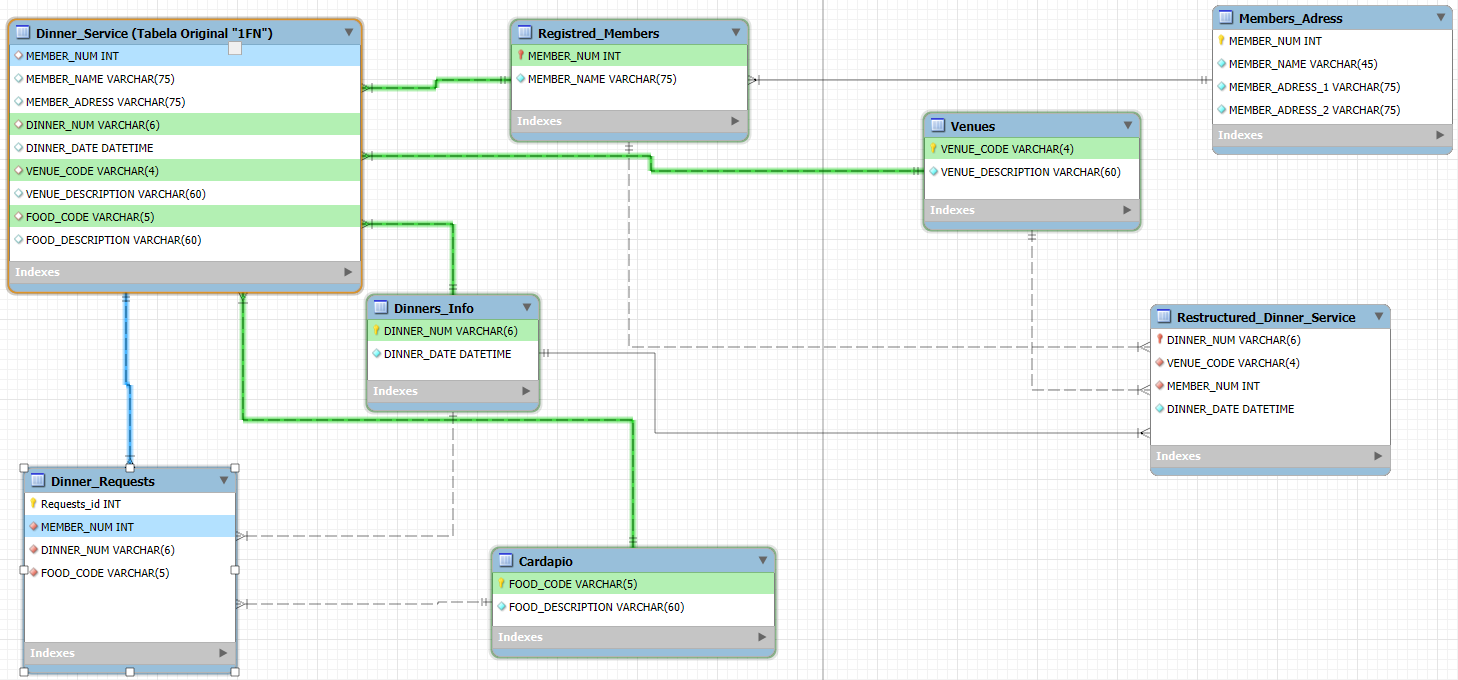 Dinner_Service (Tabela Original "1FN")
MEMBER_NUM INT
MEMBER_NAME VARCHAR(75)
MEMBER_ADRESS VARCHAR(75)
DINNER_NUM VARCHAR(6)
DINNER_DATE DATETIME
VENUE_CODE VARCHAR(4)
VENUE_DESCRIPTION VARCHAR(60)
FOOD_CODE VARCHAR(5)
FOOD_DESCRIPTION VARCHAR(60)
Indexes
Registred_Members
MEMBER_NUM INT
MEMBER_NAME VARCHAR(75)
Indexes
Members_Adress
MEMBER_NUM INT
MEMBER_NAME VARCHAR(45)
MEMBER_ADRESS_1 VARCHAR(75)
MEMBER_ADRESS_2 VARCHAR(75)
Indexes
Venues
VENUE_CODE VARCHAR(4)
VENUE_DESCRIPTION VARCHAR(60)
Indexes
Dinners_Info
DINNER_NUM VARCHAR(6)
DINNER_DATE DATETIME
Indexes
Restructured_Dinner_Service
DINNER_NUM VARCHAR(6)
VENUE_CODE VARCHAR(4)
MEMBER_NUM INT
DINNER_DATE DATETIME
Indexes
Dinner_Requests
Requests_id INT
MEMBER_NUM INT
DINNER_NUM VARCHAR(6)
FOOD_CODE VARCHAR(5)
Indexes
Cardapio
FOOD_CODE VARCHAR(5)
FOOD_DESCRIPTION VARCHAR(60)
Indexes